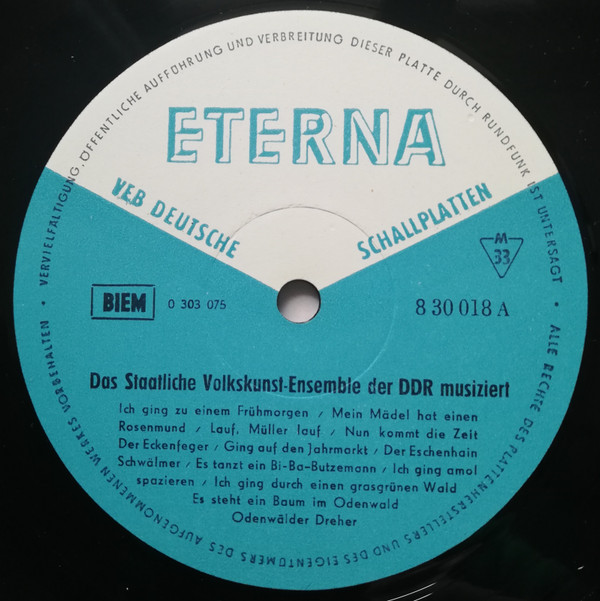 VERVIELFÄLTIGUNG, ÖFFENTLICHE AUFFÜHRUNG UND VERBREITUNG DIESER PLATTE DURCH RUNDFUNK IST UNTERSAGT •
ETERNA
VEB DEUTSCHE SCHALLPLATTEN
M
33
BIEM 0 303 075
8 30 018 A
Das Staatliche Volkskunst-Ensemble der DDR musiziert
Ich ging zu einem Frühmorgen / Mein Mädel hat einen
Rosenmund / Lauf, Müller lauf / Nun kommt die Zeit
Der Eckenfeger / Ging auf den Jahrmarkt / Der Eschenhain
Schwälmer / Es tanzt ein Bi-Ba-Butzemann / Ich ging amol
spazieren / Ich ging durch einen grasgrünen Wald
Es steht ein Baum im Odenwald
Odenwälder Dreher
ALLE RECHTE DES PLATTENHERSTELLERS UND DES EIGENTÜMERS DES AUFGENOMMENEN WERKES VORBEHALTEN •